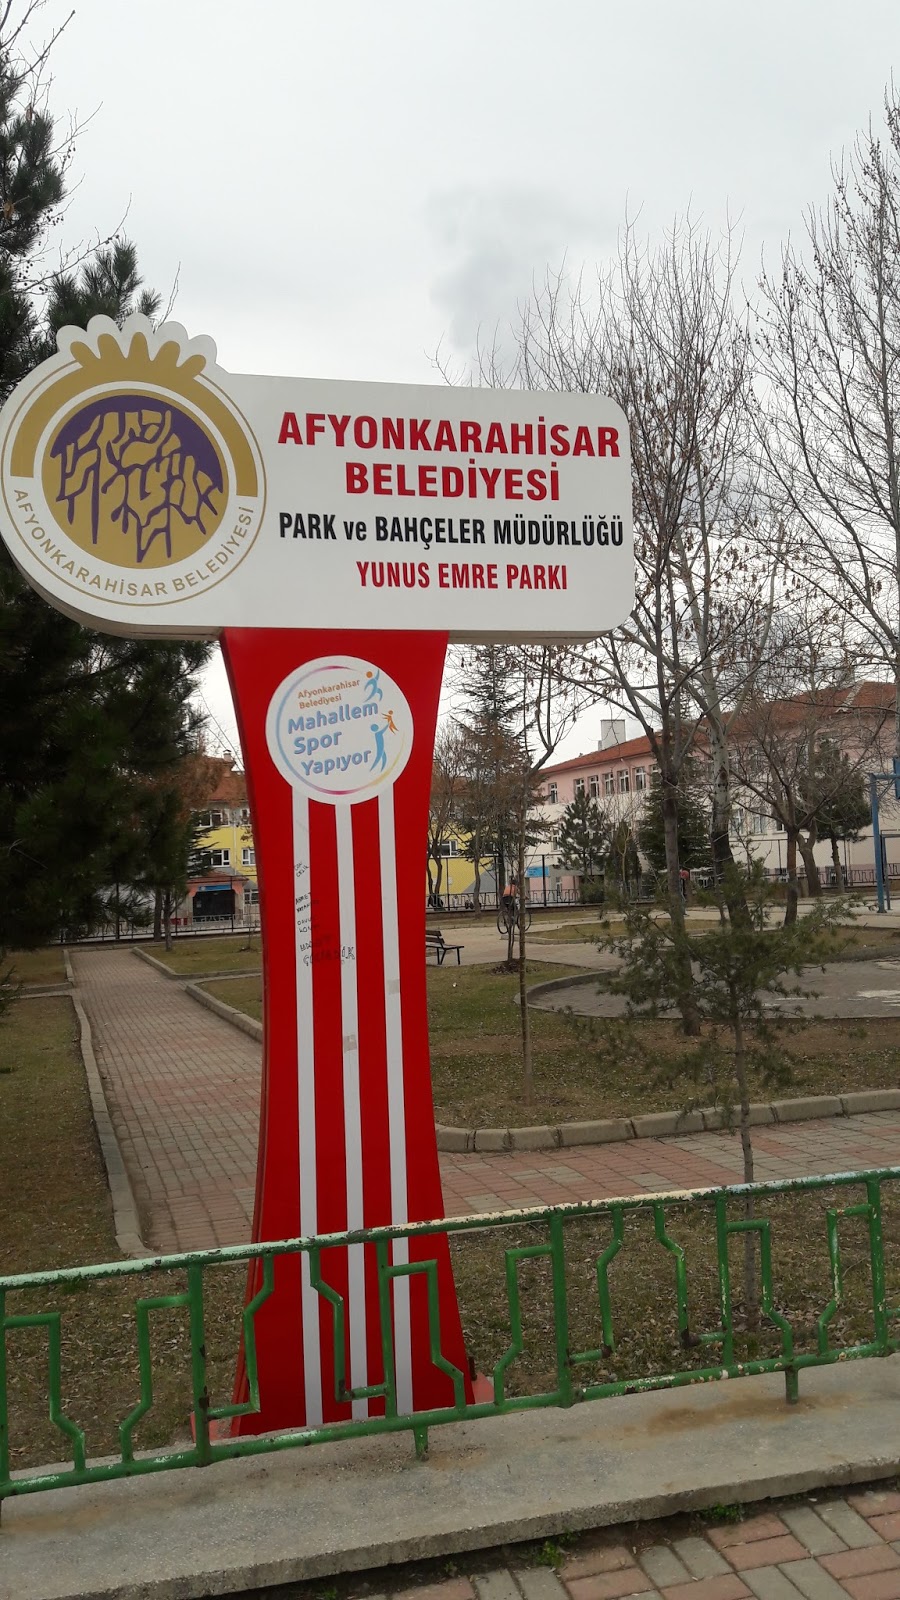 AFYONKARAHİSAR
BELEDİYESİ
PARK ve BAHÇELER MÜDÜRLÜĞÜ
YUNUS EMRE PARKI
AFYONKARAHİSAR BELEDİYESİ
Afyonkarahisar
Belediyesi
Mahallem
Spor
Yapıyor